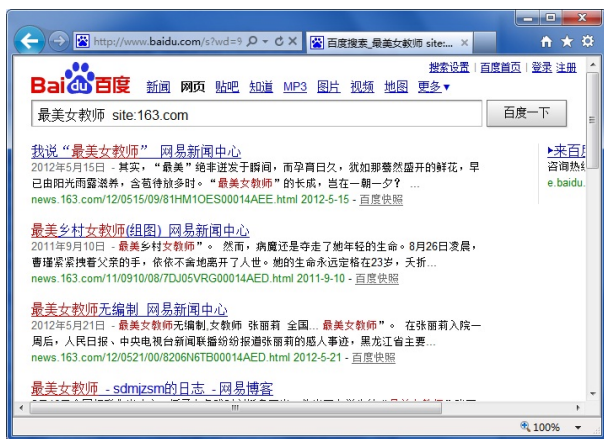 http://www.baidu.com/s?wd=9
百度搜索_最美女教师 site:...
搜索设置 | 百度首页 | 登录 注册
Bai 百度 新闻 网页 贴吧 知道 MP3 图片 视频 地图 更多▼
最美女教师 site:163.com
百度一下
我说“最美女教师” 网易新闻中心
2012年5月15日 - 其实，“最美”绝非迸发于瞬间，而孕育日久，犹如那蓦然盛开的鲜花，早
已由阳光雨露滋养，含苞待放多时。“最美女教师”的长成，岂在一朝一夕？ ...
news.163.com/12/0515/09/81HM1OES00014AEE.html 2012-5-15 - 百度快照
最美乡村女教师(组图)_网易新闻中心
2011年9月10日 - 最美乡村女教师”。 然而，病魔还是夺走了她年轻的生命。8月26日凌晨，
曹瑾紧紧拽着父亲的手，依依不舍地离开了人世。她的生命永远定格在23岁，夭折...
news.163.com/11/0910/08/7DJ05VRG00014AED.html 2011-9-10 - 百度快照
最美女教师无编制_网易新闻中心
2012年5月21日 - 最美女教师无编制,女教师 张丽莉 全国... 最美女教师”。 在张丽莉入院一
周后，人民日报、中央电视台新闻联播纷纷报道张丽莉的感人事迹，黑龙江省主要...
news.163.com/12/0521/00/8206N6TB00014AED.html 2012-5-21 - 百度快照
最美女教师 - sdmjzsm的日志 - 网易博客
▸来百度
咨询热线
e.baidu.
100%